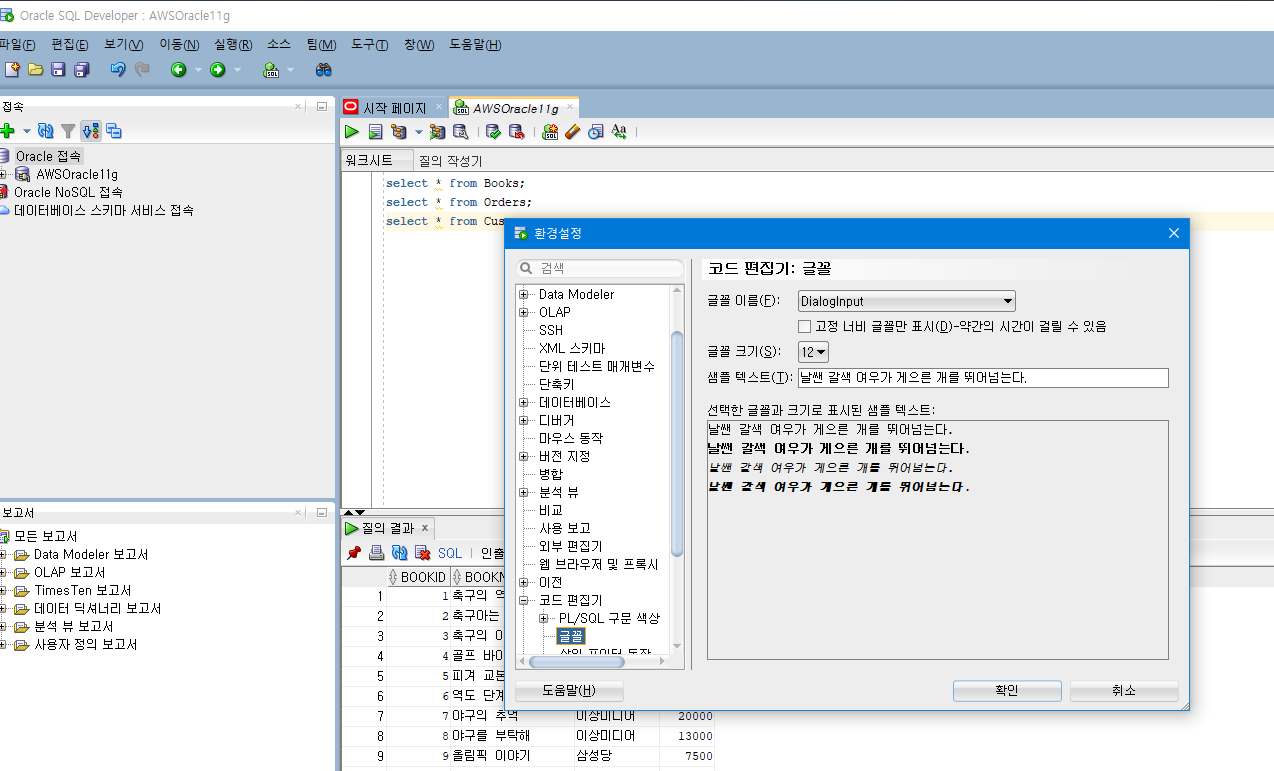 Oracle SQL Developer : AWSOracle11g
파일(F) 편집(E) 보기(V) 이동(N) 실행(R) 소스 팀(M) 도구(T) 창(W) 도움말(H)
접속
Oracle 접속
AWSOracle11g
Oracle NoSQL 접속
데이터베이스 스키마 서비스 접속
보고서
모든 보고서
Data Modeler 보고서
OLAP 보고서
TimesTen 보고서
데이터 딕셔너리 보고서
분석 뷰 보고서
사용자 정의 보고서
시작 페이지 AWSOracle11g
워크시트 질의 작성기
select * from Books;
select * from Orders;
select * from Cus
환경설정
검색
Data Modeler
OLAP
SSH
XML 스키마
단위 테스트 매개변수
단축키
데이터베이스
디버거
마우스 동작
버전 지정
병합
분석 뷰
비교
사용 보고
외부 편집기
웹 브라우저 및 프록시
이전
코드 편집기
PL/SQL 구문 색상
글꼴
도움말(H)
코드 편집기: 글꼴
글꼴 이름(F): DialogInput
고정 너비 글꼴만 표시(D)-약간의 시간이 걸릴 수 있음
글꼴 크기(S): 12
샘플 텍스트(T): 날쌘 갈색 여우가 게으른 개를 뛰어넘는다.
선택한 글꼴과 크기로 표시된 샘플 텍스트:
날쌘 갈색 여우가 게으른 개를 뛰어넘는다.
날쌘 갈색 여우가 게으른 개를 뛰어넘는다.
날쌘 갈색 여우가 게으른 개를 뛰어넘는다.
날쌘 갈색 여우가 게으른 개를 뛰어넘는다.
확인 취소
질의 결과 x
SQL 인출
BOOKID BOOKN
1 1 축구의 역
2 2 축구아는
3 3 축구의
4 4 골프 바이
5 5 피겨 교본
6 6 역도 단계
7 7 야구의 추억 이상미디어 20000
8 8 야구를 부탁해 이상미디어 13000
9 9 올림픽 이야기 삼성당 7500